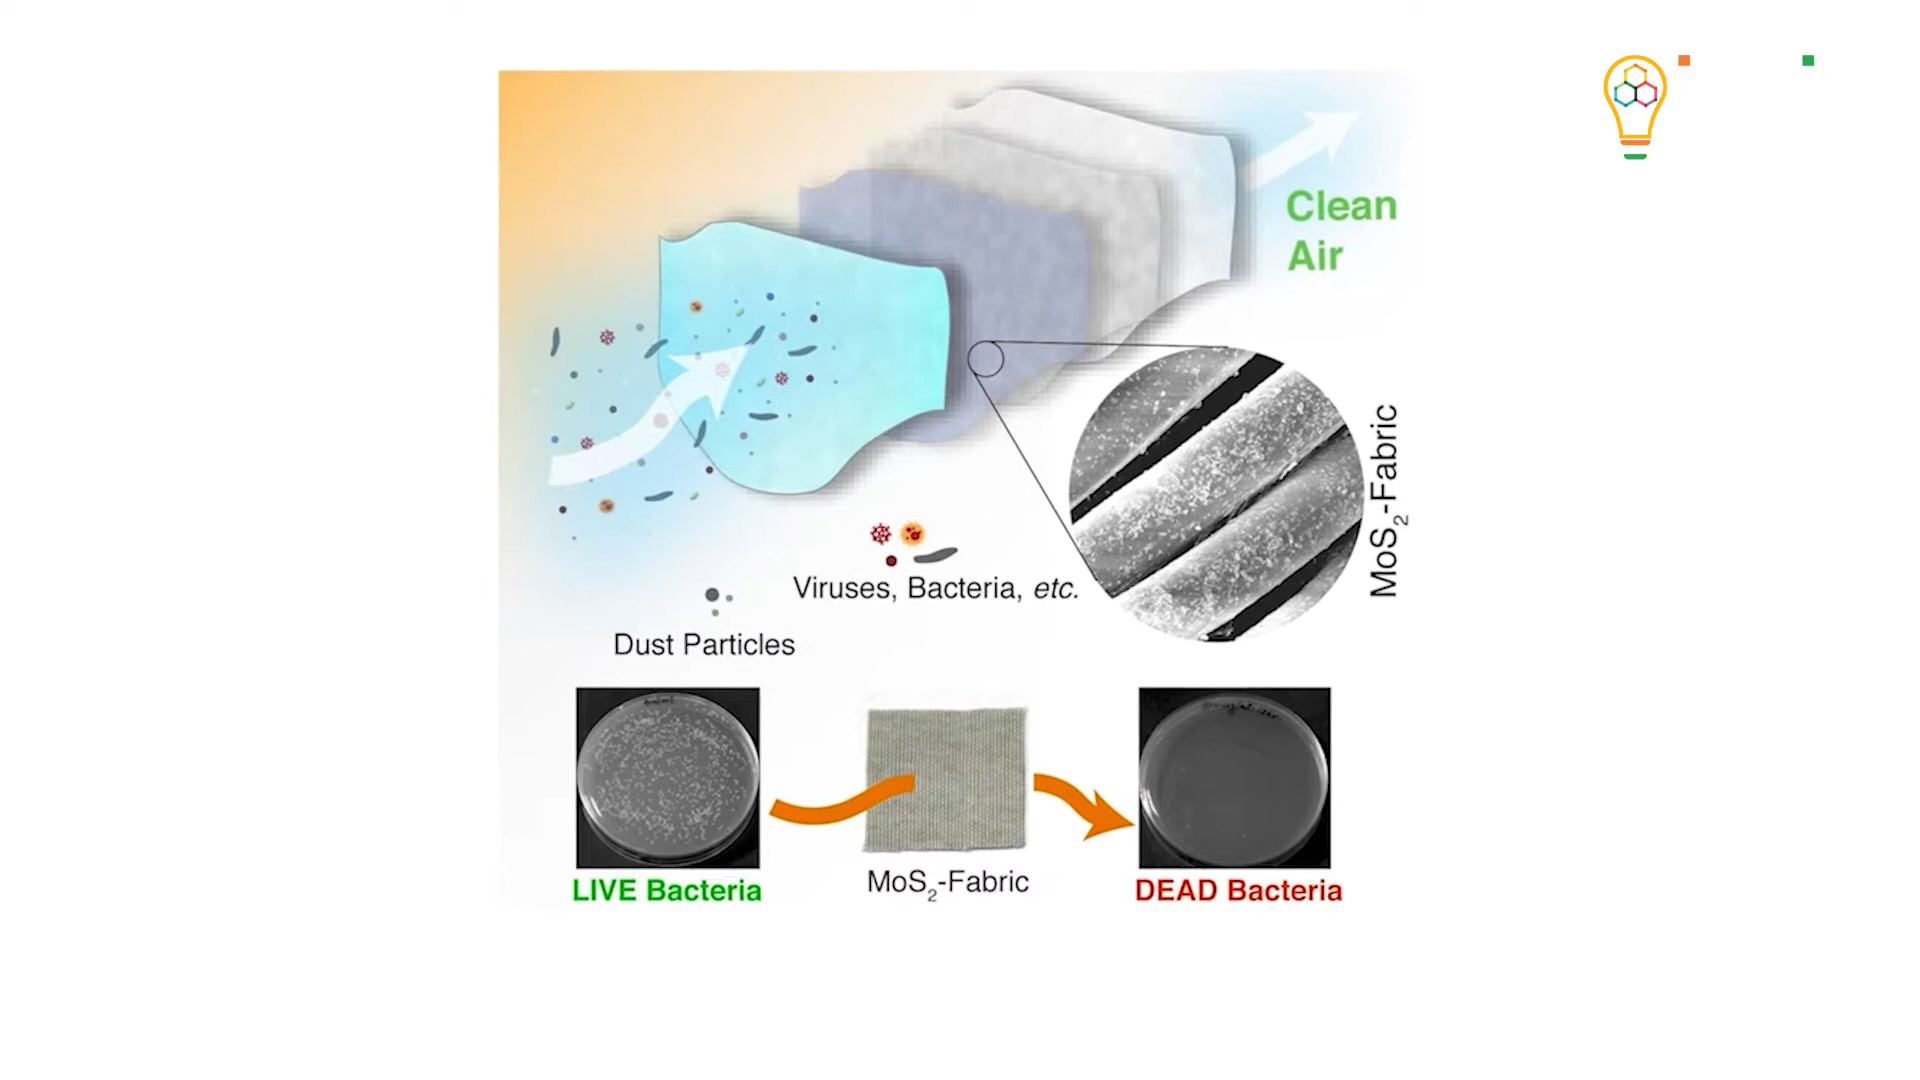 Clean
Air
MoS₂-Fabric
Viruses, Bacteria, etc.
Dust Particles
LIVE Bacteria
MoS₂-Fabric
DEAD Bacteria